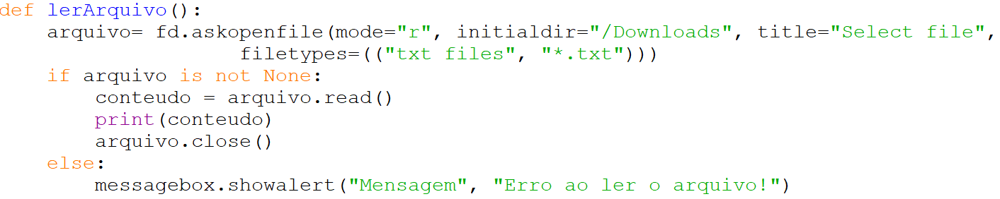 def lerArquivo():
    arquivo= fd.askopenfile(mode="r", initialdir="/Downloads", title="Select file",
                    filetypes=(("txt files", "*.txt")))
    if arquivo is not None:
        conteudo = arquivo.read()
        print(conteudo)
        arquivo.close()
    else:
        messagebox.showalert("Mensagem", "Erro ao ler o arquivo!")